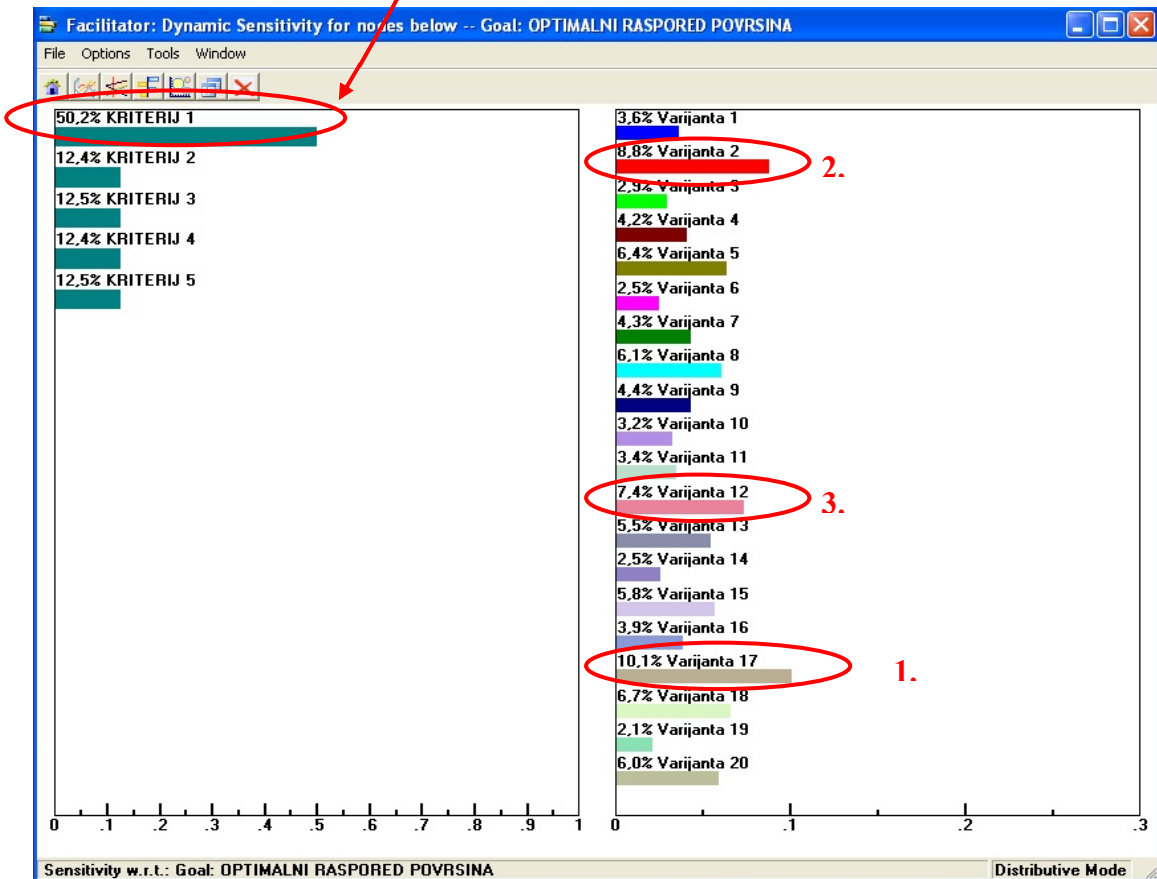 Facilitator: Dynamic Sensitivity for nodes below -- Goal: OPTIMALNI RASPORED POVRSINA
File Options Tools Window
50,2% KRITERIJ 1
12,4% KRITERIJ 2
12,5% KRITERIJ 3
12,4% KRITERIJ 4
12,5% KRITERIJ 5
0 .1 .2 .3 .4 .5 .6 .7 .8 .9 1
3,6% Varijanta 1
8,8% Varijanta 2
2.
2,9% Varijanta 3
4,2% Varijanta 4
6,4% Varijanta 5
2,5% Varijanta 6
4,3% Varijanta 7
6,1% Varijanta 8
4,4% Varijanta 9
3,2% Varijanta 10
3,4% Varijanta 11
7,4% Varijanta 12
3.
5,5% Varijanta 13
2,5% Varijanta 14
5,8% Varijanta 15
3,9% Varijanta 16
10,1% Varijanta 17
1.
6,7% Varijanta 18
2,1% Varijanta 19
6,0% Varijanta 20
0 .1 .2 .3
Sensitivity w.r.t.: Goal: OPTIMALNI RASPORED POVRSINA
Distributive Mode